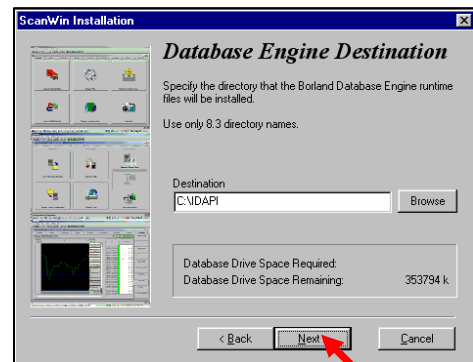 ScanWin Installation
Database Engine Destination
Specify the directory that the Borland Database Engine runtime
files will be installed.
Use only 8.3 directory names.
Destination
C:\IDAPI
Browse
Database Drive Space Required:
Database Drive Space Remaining: 353794 k
< Back
Next >
Cancel